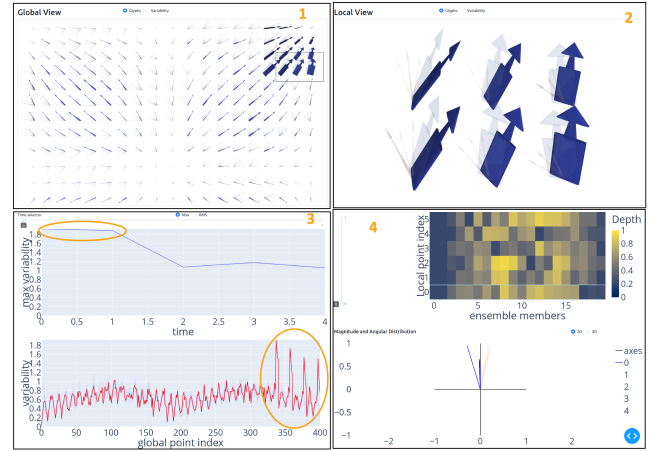 Global View
Glyphs Variability
1
Local View
Glyphs Variability
2
Time selector
Max RMS
3
max variability
1.8
1.6
1.4
1.2
1
0.8
0.6
0.4
0.2
0
0 0.5 1 1.5 2 2.5 3 3.5 4
time
variability
1.8
1.6
1.4
1.2
1
0.8
0.6
0.4
0.2
0
0 50 100 150 200 250 300 350 400
global point index
4
Local point index
5
4
3
2
1
0
0 5 10 15
ensemble members
Depth
1
0.8
0.6
0.4
0.2
0
Magnitude and Angular Distribution
2D 3D
1
0.5
0
−0.5
−1
−2 −1 0 1 2
axes
0
1
2
3
4